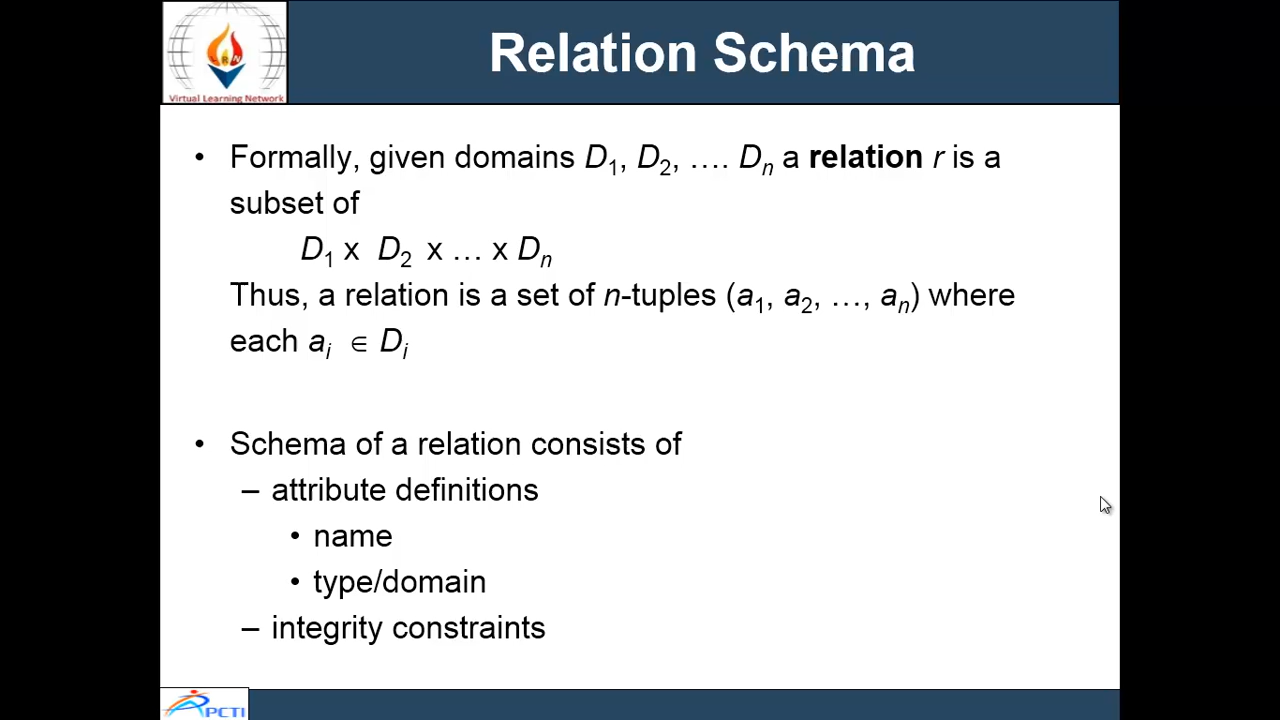 Relation Schema
Virtual Learning Network
• Formally, given domains D1, D2, …. Dn a relation r is a
subset of
D1 x D2 x … x Dn
Thus, a relation is a set of n-tuples (a1, a2, …, an) where
each ai ∈ Di
• Schema of a relation consists of
– attribute definitions
• name
• type/domain
– integrity constraints
PCTI